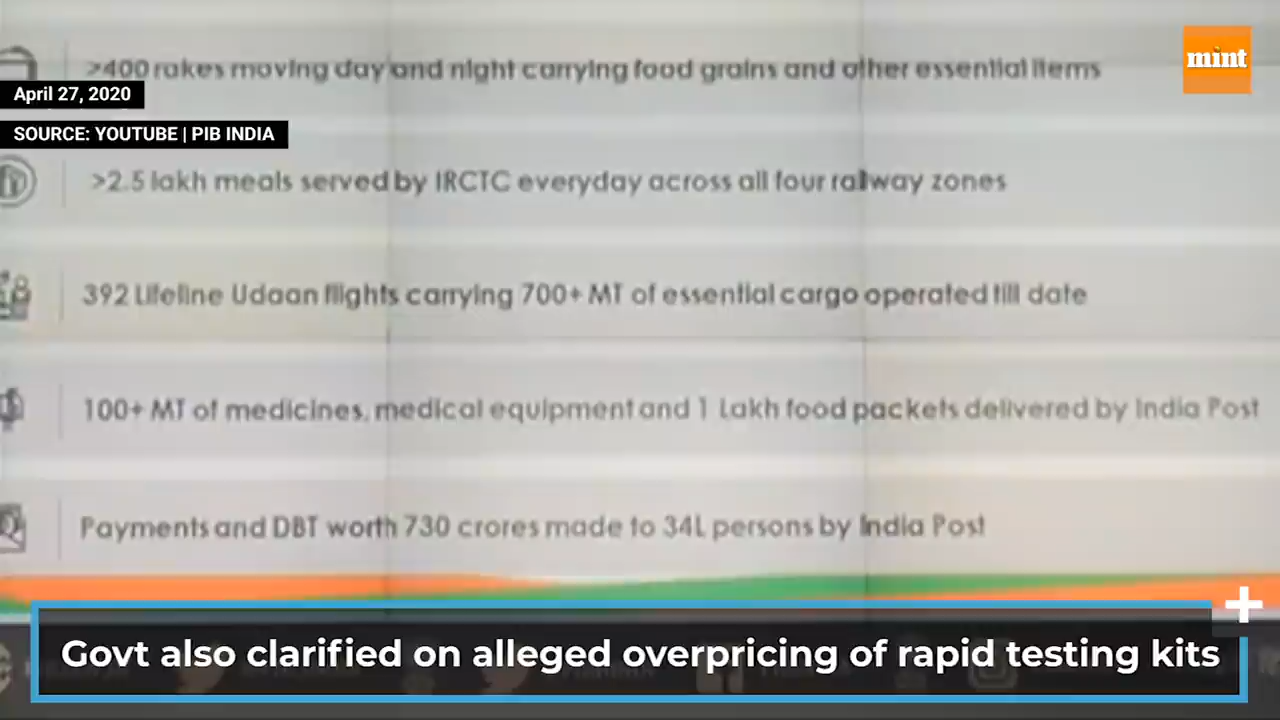 >400 rakes moving day and night carrying food grains and other essential items
mint
April 27, 2020
SOURCE: YOUTUBE | PIB INDIA
>2.5 lakh meals served by IRCTC everyday across all four railway zones
392 Lifeline Udaan flights carrying 700+ MT of essential cargo operated till date
100+ MT of medicines, medical equipment and 1 Lakh food packets delivered by India Post
Payments and DBT worth 730 crores made to 34L persons by India Post
Govt also clarified on alleged overpricing of rapid testing kits